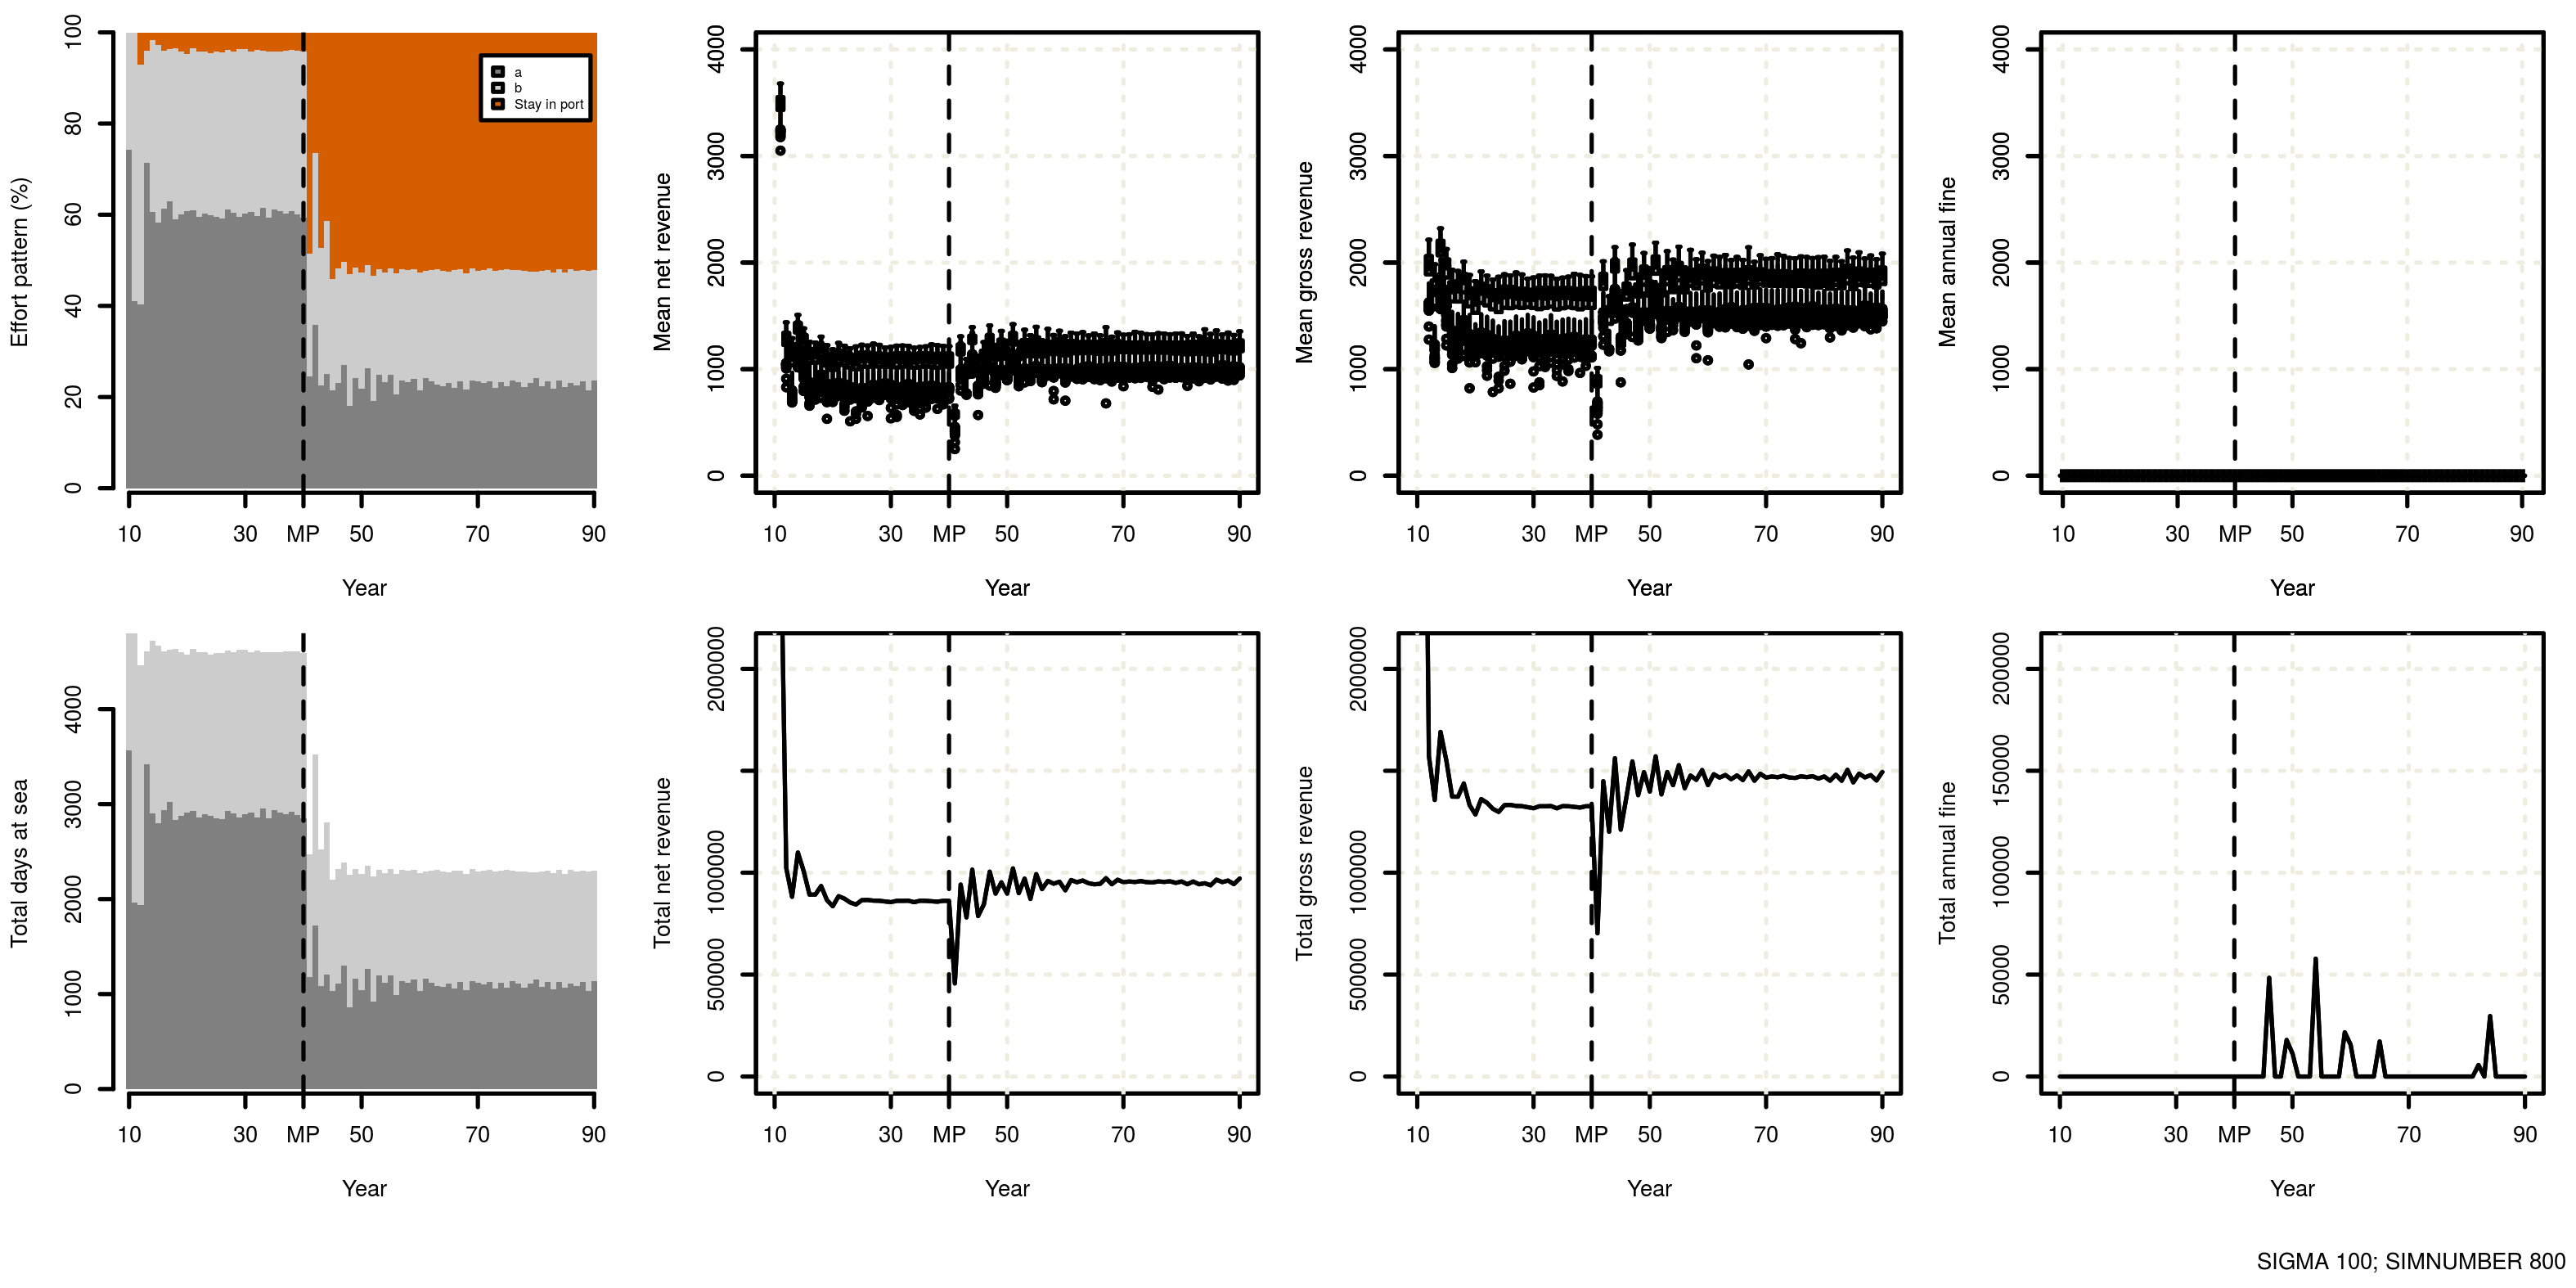 Effort pattern (%)
0 20 40 60 80 100
a
b
Stay in port
10 30 MP 50 70 90
Year
Mean net revenue
0 1000 2000 3000 4000
10 30 MP 50 70 90
Year
Mean gross revenue
0 1000 2000 3000 4000
10 30 MP 50 70 90
Year
Mean annual fine
0 1000 2000 3000 4000
10 30 MP 50 70 90
Year
Total days at sea
0 1000 2000 3000 4000
10 30 MP 50 70 90
Year
Total net revenue
0 500000 1000000 2000000
10 30 MP 50 70 90
Year
Total gross revenue
0 500000 1000000 2000000
10 30 MP 50 70 90
Year
Total annual fine
0 50000 100000 150000 200000
10 30 MP 50 70 90
Year
SIGMA 100; SIMNUMBER 800